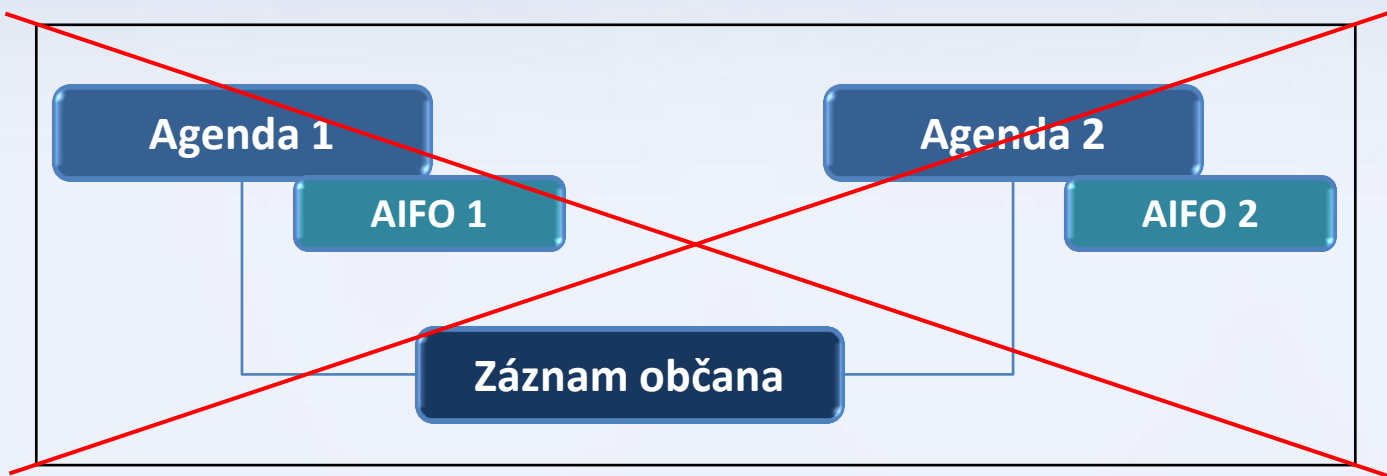 Agenda 1
Agenda 2
AIFO 1
AIFO 2
Záznam občana